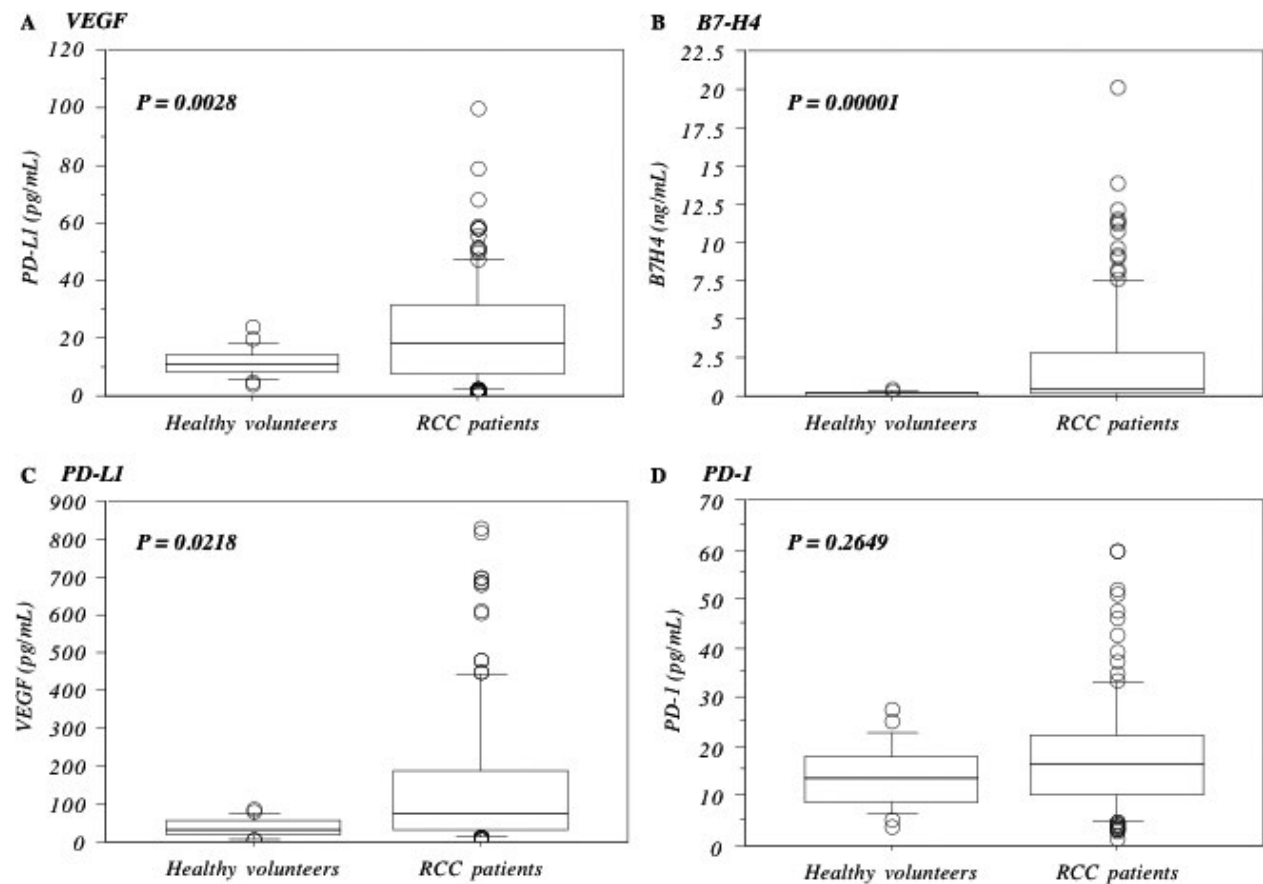 A VEGF
120
100
80
60
40
20
0
PD-L1 (pg/mL)
P = 0.0028
Healthy volunteers RCC patients
B B7-H4
22.5
20
17.5
15
12.5
10
7.5
5
2.5
0
B7H4 (ng/mL)
P = 0.00001
Healthy volunteers RCC patients
C PD-L1
900
800
700
600
500
400
300
200
100
0
VEGF (pg/mL)
P = 0.0218
Healthy volunteers RCC patients
D PD-1
70
60
50
40
30
20
10
0
PD-1 (pg/mL)
P = 0.2649
Healthy volunteers RCC patients